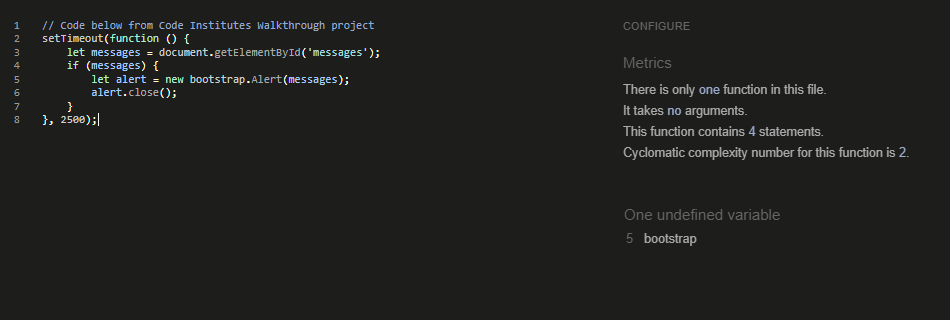 1 // Code below from Code Institutes Walkthrough project
2 setTimeout(function () {
3 let messages = document.getElementById('messages');
4 if (messages) {
5 let alert = new bootstrap.Alert(messages);
6 alert.close();
7 }
8 }, 2500);
CONFIGURE
Metrics
There is only one function in this file.
It takes no arguments.
This function contains 4 statements.
Cyclomatic complexity number for this function is 2.
One undefined variable
5 bootstrap